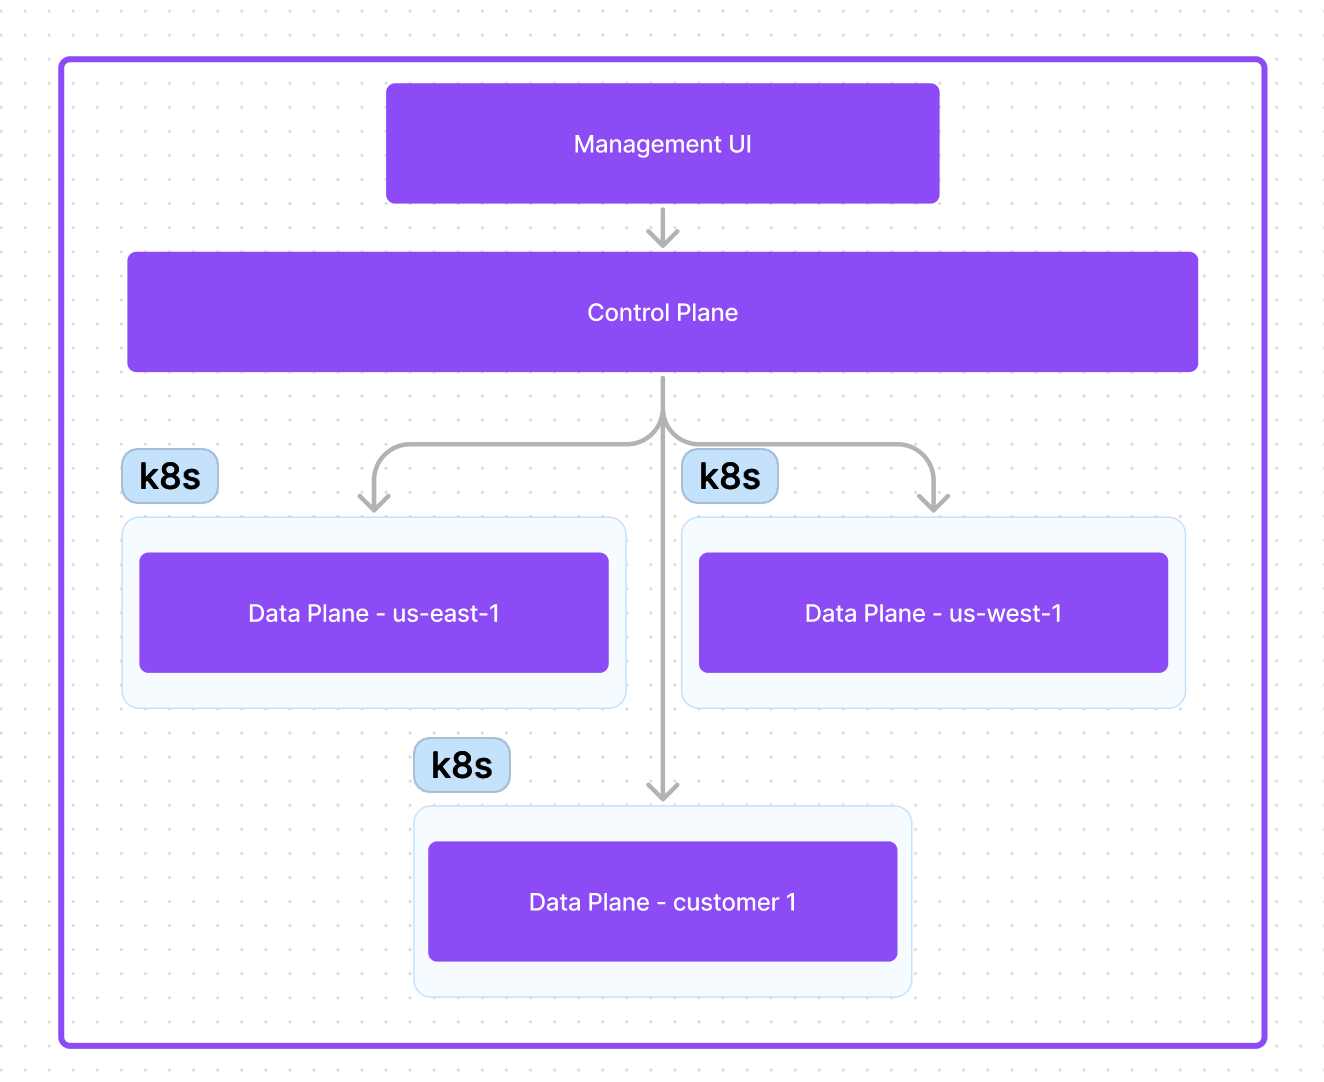 Management UI
Control Plane
k8s
k8s
Data Plane - us-east-1
Data Plane - us-west-1
k8s
Data Plane - customer 1